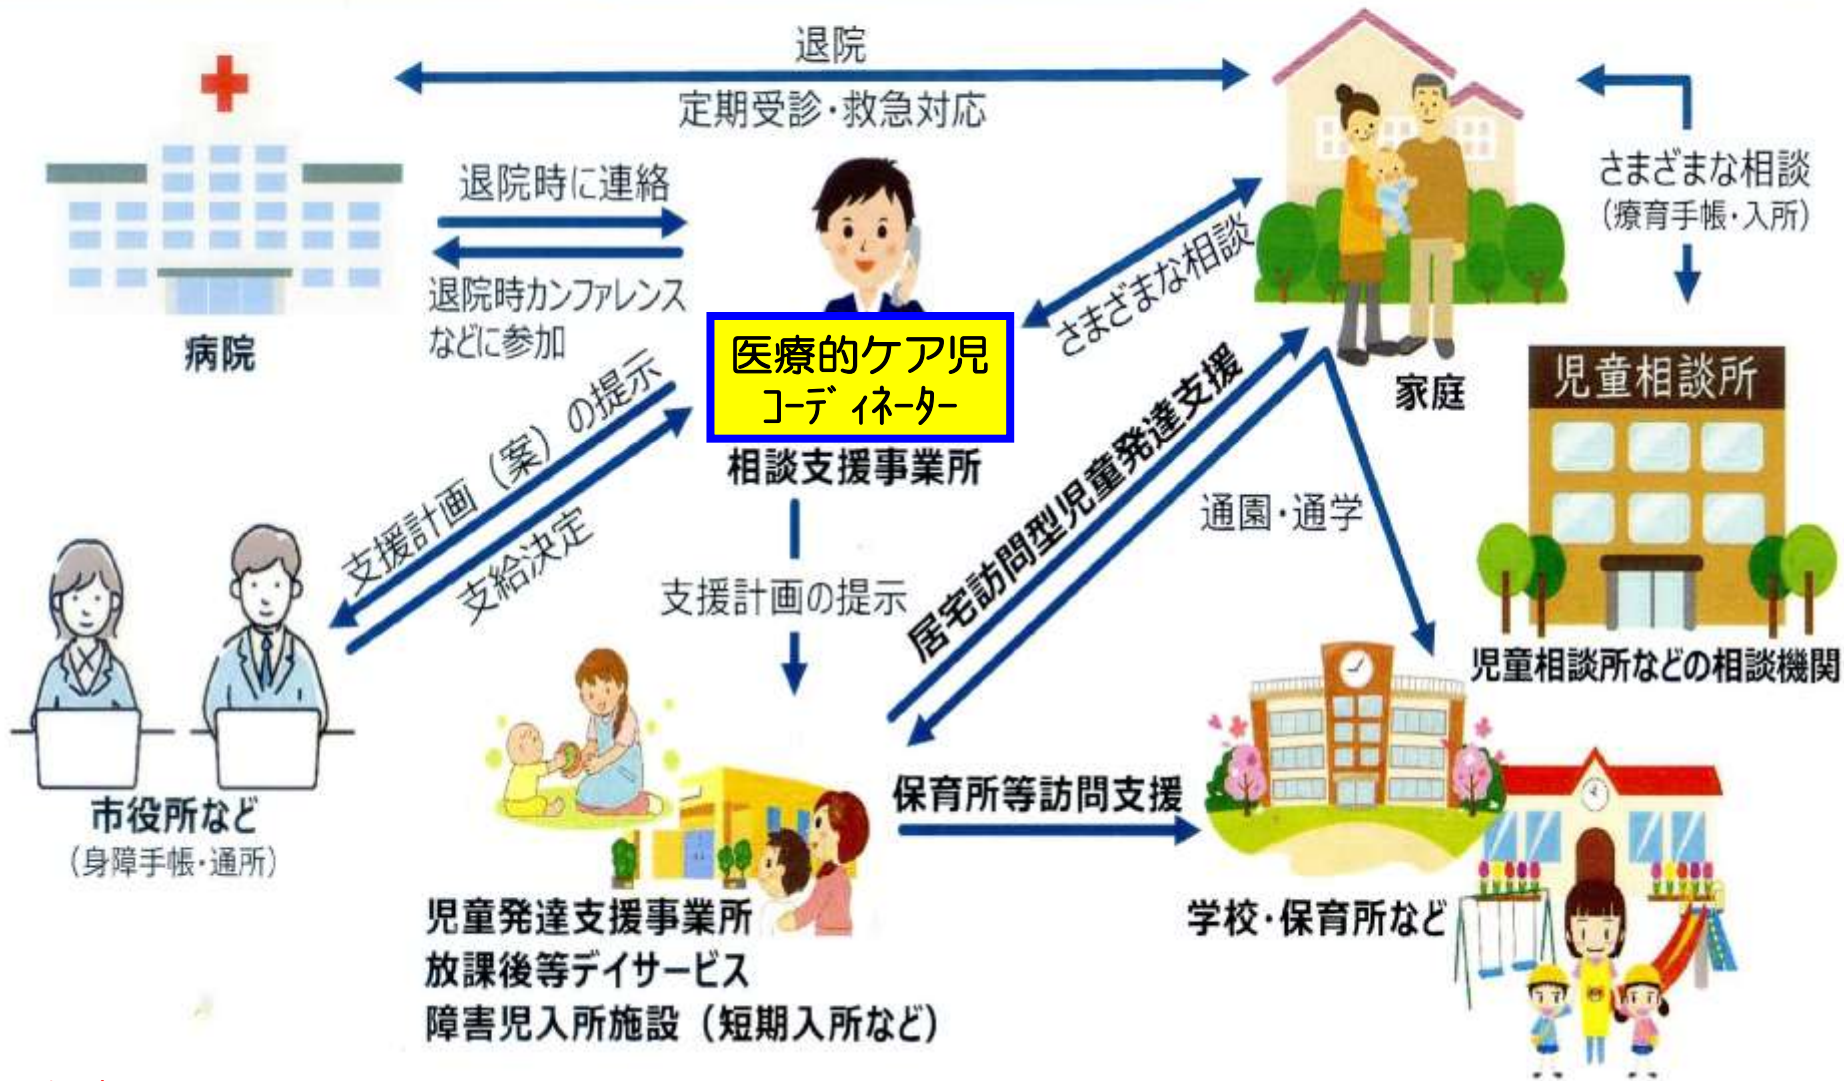 退院
定期受診・救急対応
退院時に連絡
退院時カンファレンス
などに参加
病院
医療的ケア児
ｺｰﾃﾞｨﾈｰﾀｰ
相談支援事業所
さまざまな相談
家庭
さまざまな相談
（療育手帳・入所）
児童相談所
児童相談所などの相談機関
支援計画（案）の提示
支給決定
市役所など
（身障手帳・通所）
支援計画の提示
居宅訪問型児童発達支援
通園・通学
保育所等訪問支援
児童発達支援事業所
放課後等デイサービス
障害児入所施設（短期入所など）
学校・保育所など